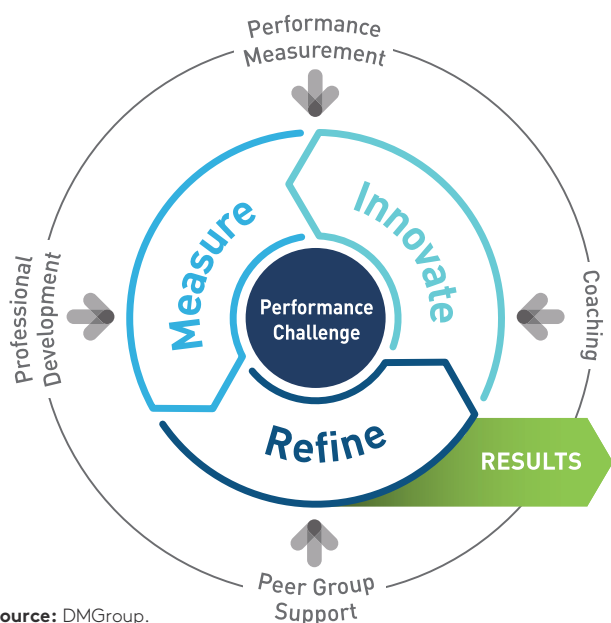 Performance
Measurement
Measure
Innovate
Professional
Development
Performance
Challenge
Coaching
Refine
RESULTS
Peer Group
Support
ource: DMGroup.